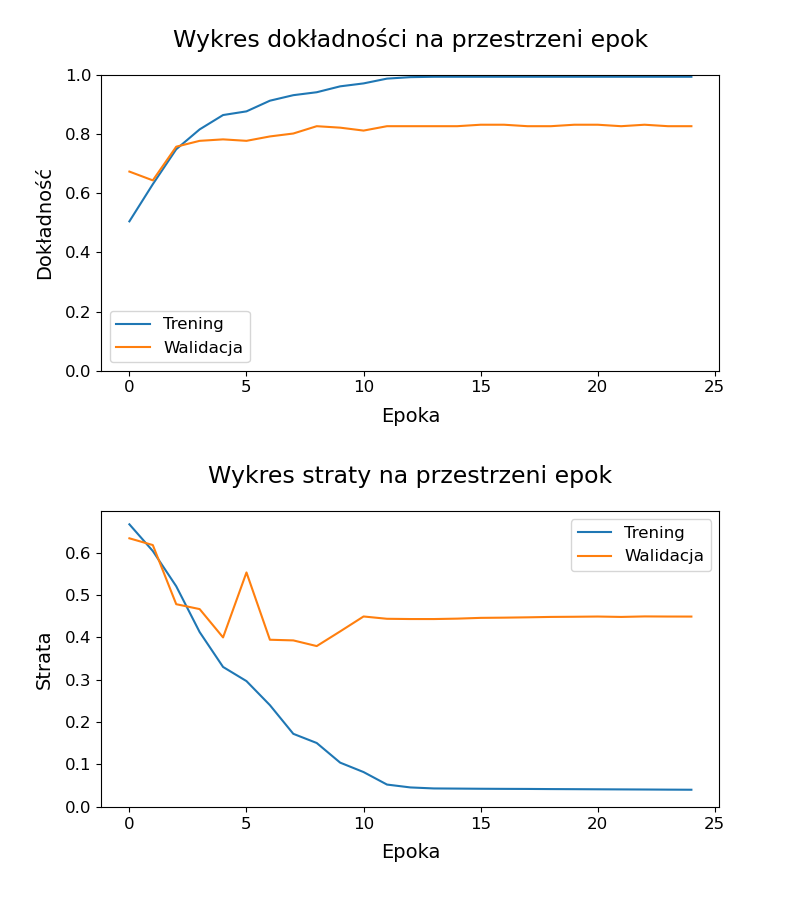 Wykres dokładności na przestrzeni epok
1.0
0.8
0.6
0.4
0.2
0.0
Dokładność
Trening
Walidacja
0 5 10 15 20 25
Epoka
Wykres straty na przestrzeni epok
0.6
0.5
0.4
0.3
0.2
0.1
0.0
Strata
Trening
Walidacja
0 5 10 15 20 25
Epoka